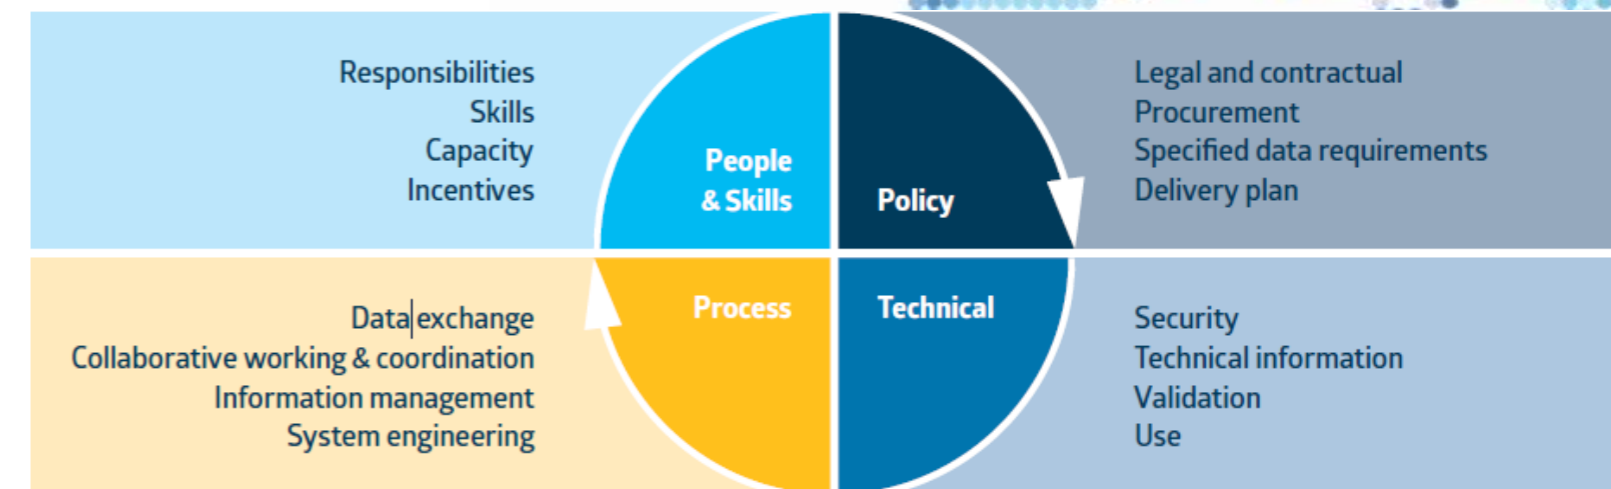 Responsibilities
Skills
Capacity
Incentives
People
& Skills
Policy
Legal and contractual
Procurement
Specified data requirements
Delivery plan
Data exchange
Collaborative working & coordination
Information management
System engineering
Process
Technical
Security
Technical information
Validation
Use